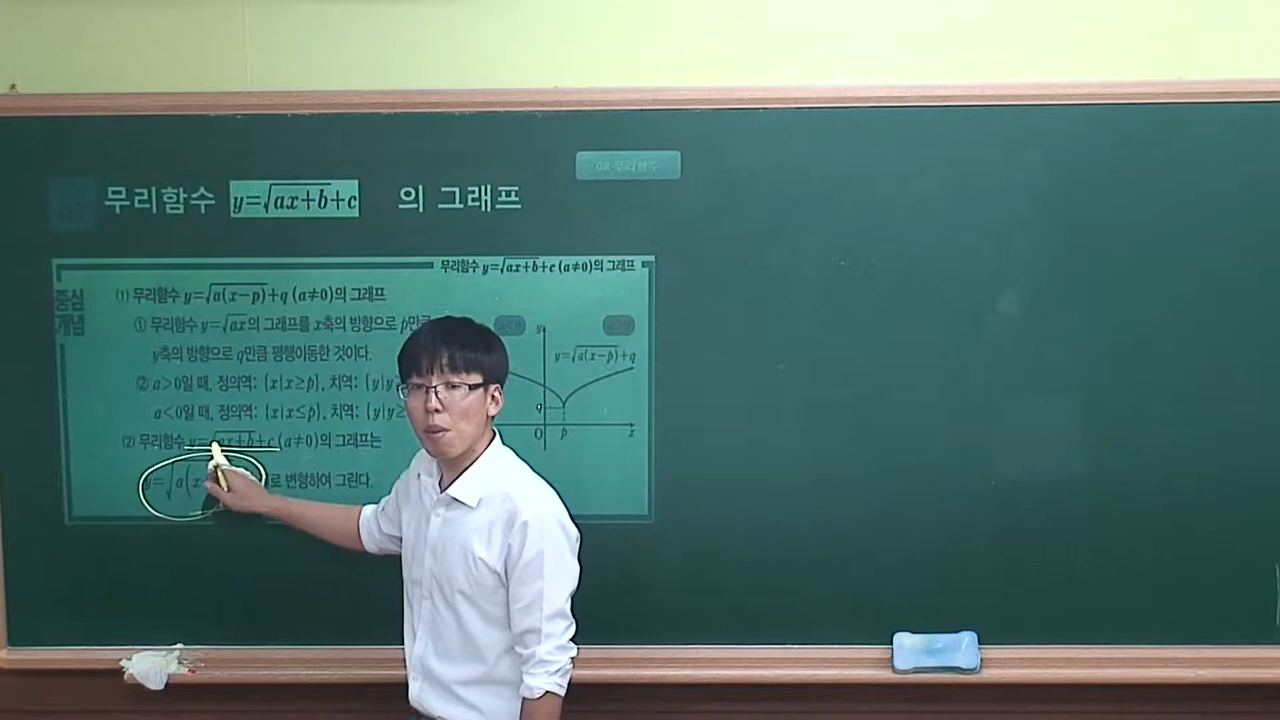 08 무리함수
무리함수 y=√(ax+b)+c 의 그래프
무리함수 y=√(ax+b)+c (a≠0)의 그래프
중심
개념
(1) 무리함수 y=√(a(x-p))+q (a≠0)의 그래프
① 무리함수 y=√(ax)의 그래프를 x축의 방향으로 p만큼
y축의 방향으로 q만큼 평행이동한 것이다.
② a>0일 때, 정의역: {x|x≥p}, 치역: {y|y≥
a<0일 때, 정의역: {x|x≤p}, 치역: {y|y≥
(2) 무리함수 y=√(ax+b)+c (a≠0)의 그래프는
y=√(a(x
로 변형하여 그린다.
a<0
y
a>0
y=√(a(x-p))+q
q
O
p
x